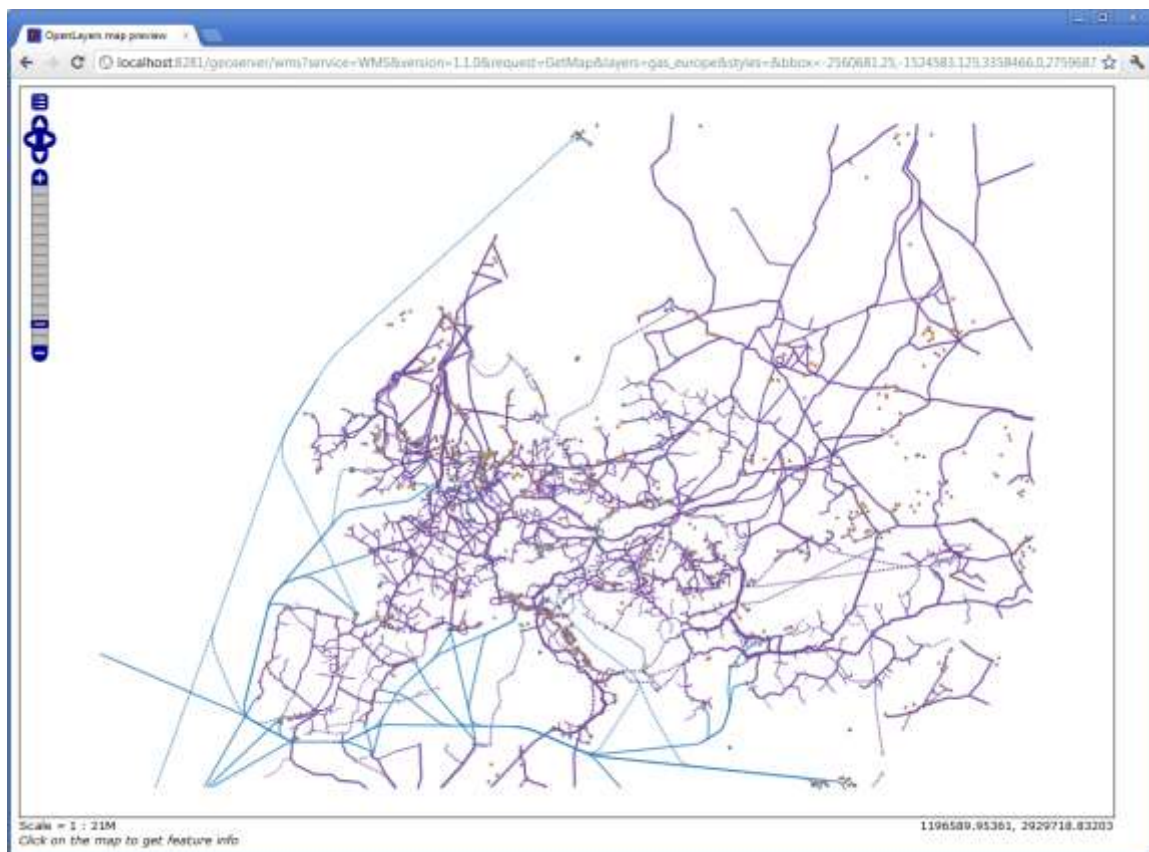 OpenLayers map preview
localhost:8281/geoserver/wms?service=WMS&version=1.1.0&request=GetMap&layers=gas_europe&styles=&bbox=-2560681.25,-1524583.125,3358466.0,2759687
Scale = 1 : 21M
1196589.95361, 2929718.83203
Click on the map to get feature info